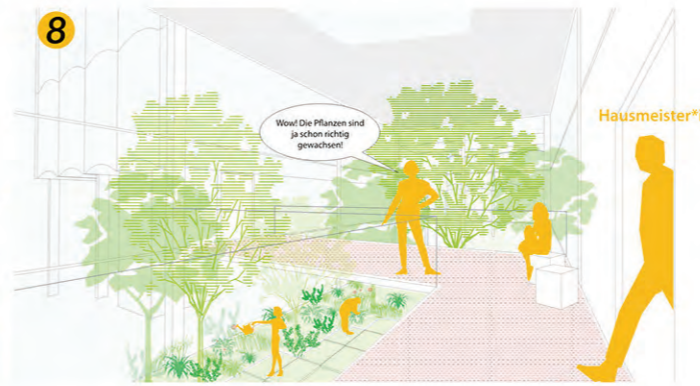 8
Wow! Die Pflanzen sind
ja schon richtig
gewachsen!
Hausmeister*